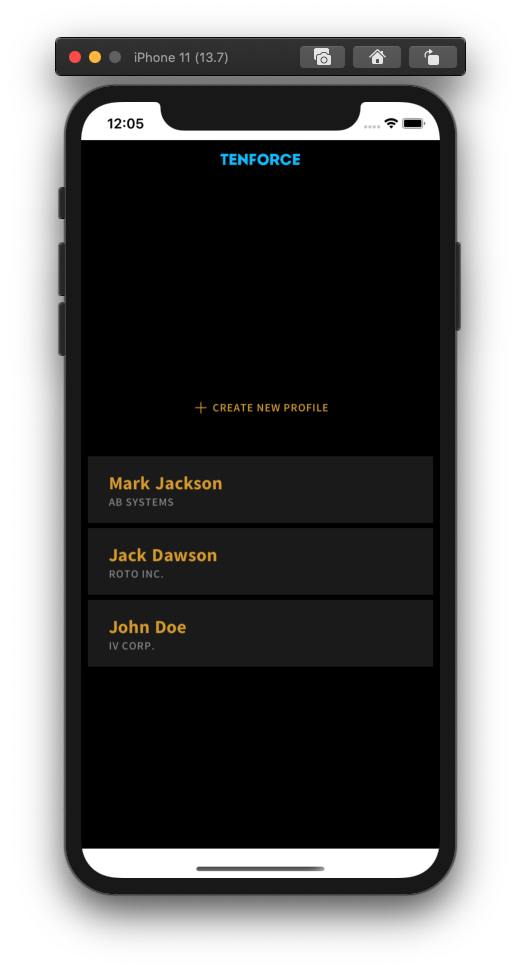 iPhone 11 (13.7)
12:05
TENFORCE
CREATE NEW PROFILE
Mark Jackson
AB SYSTEMS
Jack Dawson
ROTO INC.
John Doe
IV CORP.